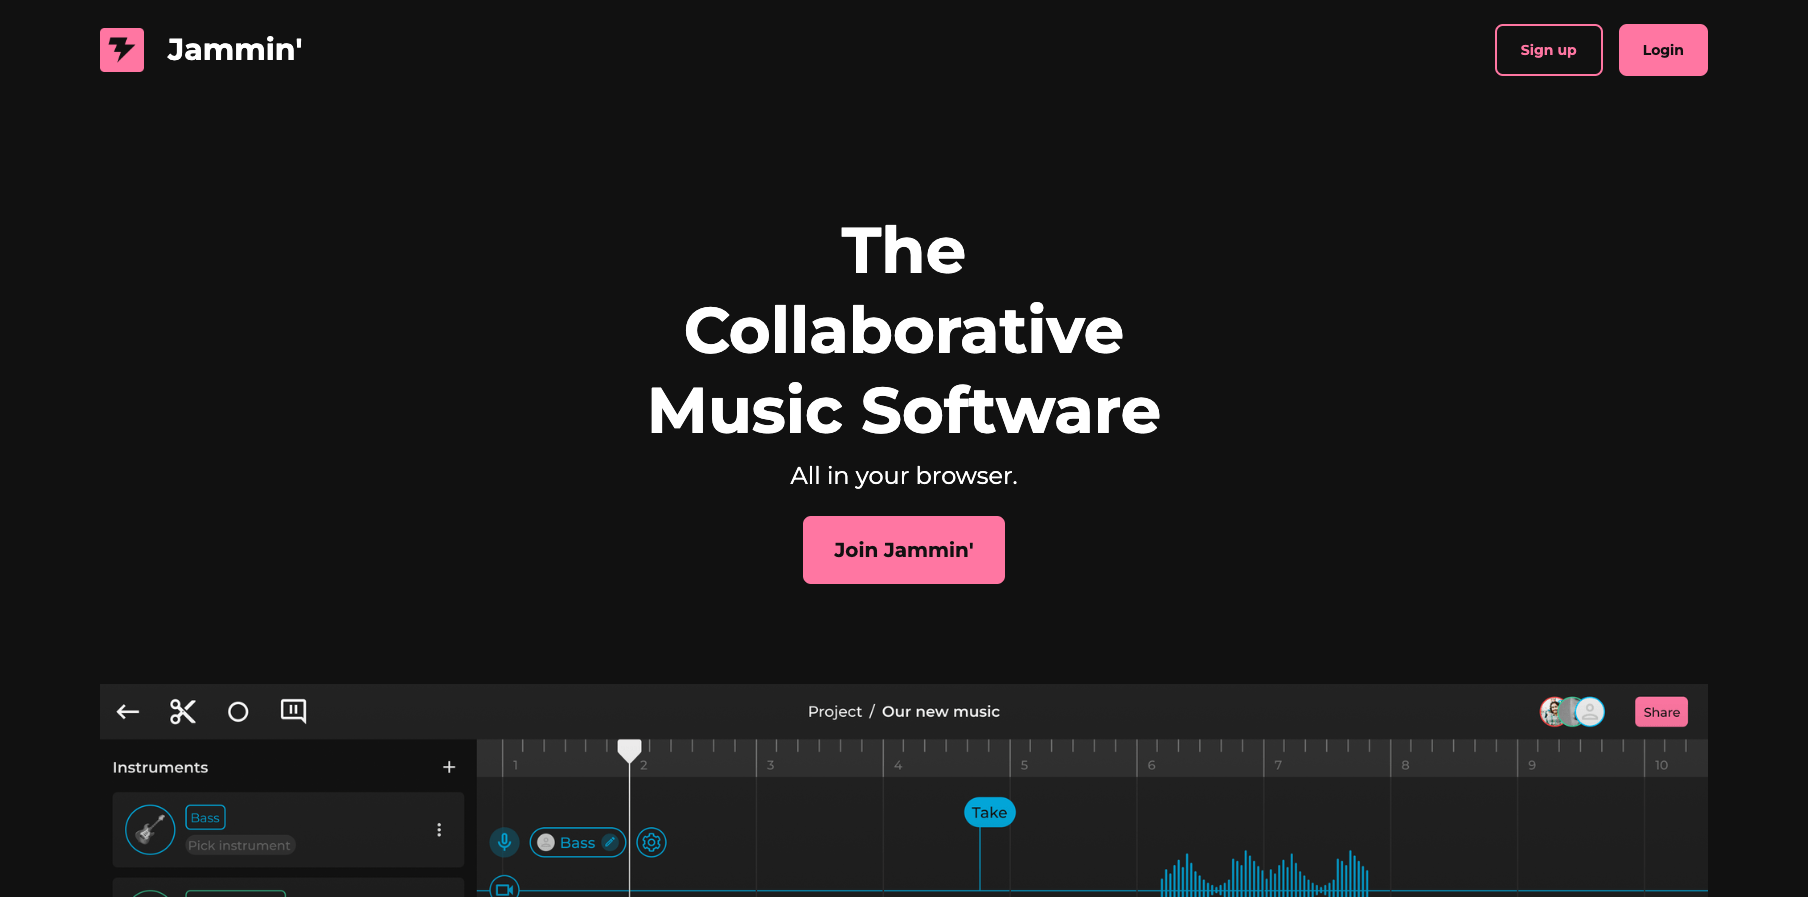 Jammin'
Sign up
Login
The
Collaborative
Music Software
All in your browser.
Join Jammin'
Project / Our new music
Share
Instruments
+
1 2 3 4 5 6 7 8 9 10
Bass
Pick instrument
Take
Bass